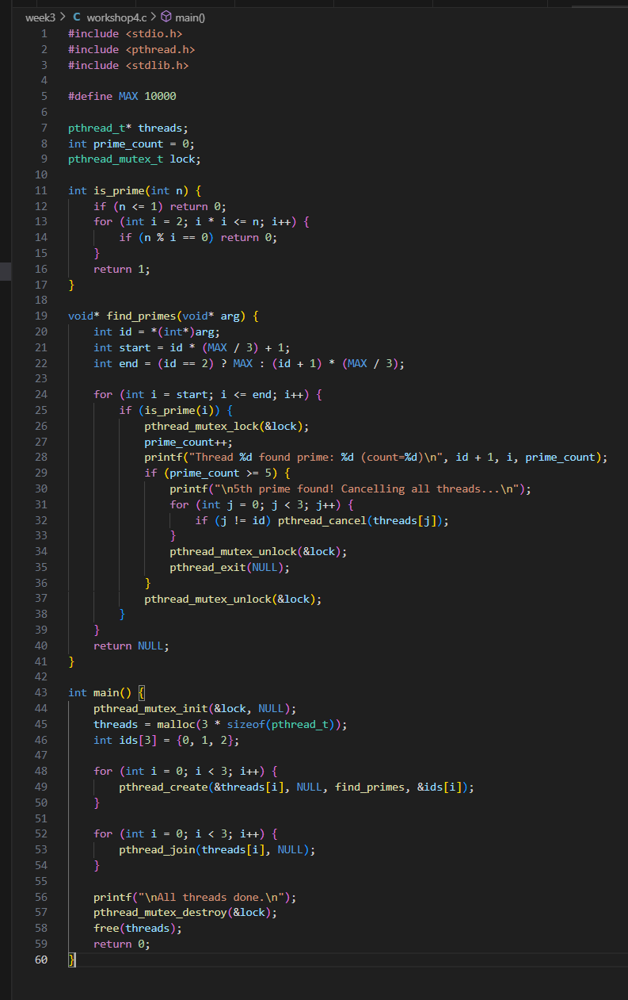 week3 > C workshop4.c > main()
1 #include <stdio.h>
2 #include <pthread.h>
3 #include <stdlib.h>
4
5 #define MAX 10000
6
7 pthread_t* threads;
8 int prime_count = 0;
9 pthread_mutex_t lock;
10
11 int is_prime(int n) {
12     if (n <= 1) return 0;
13     for (int i = 2; i * i <= n; i++) {
14         if (n % i == 0) return 0;
15     }
16     return 1;
17 }
18
19 void* find_primes(void* arg) {
20     int id = *(int*)arg;
21     int start = id * (MAX / 3) + 1;
22     int end = (id == 2) ? MAX : (id + 1) * (MAX / 3);
23
24     for (int i = start; i <= end; i++) {
25         if (is_prime(i)) {
26             pthread_mutex_lock(&lock);
27             prime_count++;
28             printf("Thread %d found prime: %d (count=%d)\n", id + 1, i, prime_count);
29             if (prime_count >= 5) {
30                 printf("\n5th prime found! Cancelling all threads...\n");
31                 for (int j = 0; j < 3; j++) {
32                     if (j != id) pthread_cancel(threads[j]);
33                 }
34                 pthread_mutex_unlock(&lock);
35                 pthread_exit(NULL);
36             }
37             pthread_mutex_unlock(&lock);
38         }
39     }
40     return NULL;
41 }
42
43 int main() {
44     pthread_mutex_init(&lock, NULL);
45     threads = malloc(3 * sizeof(pthread_t));
46     int ids[3] = {0, 1, 2};
47
48     for (int i = 0; i < 3; i++) {
49         pthread_create(&threads[i], NULL, find_primes, &ids[i]);
50     }
51
52     for (int i = 0; i < 3; i++) {
53         pthread_join(threads[i], NULL);
54     }
55
56     printf("\nAll threads done.\n");
57     pthread_mutex_destroy(&lock);
58     free(threads);
59     return 0;
60 }